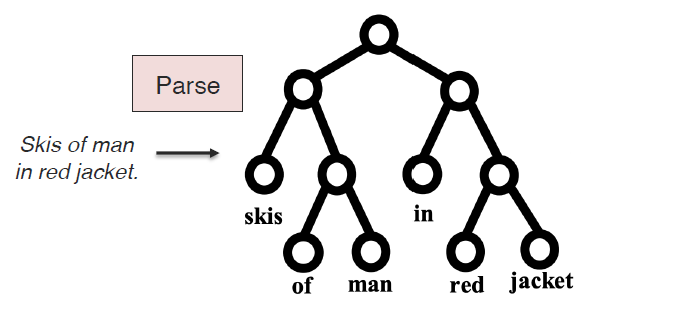 Parse
Skis of man
in red jacket.
skis
in
of
man
red
jacket